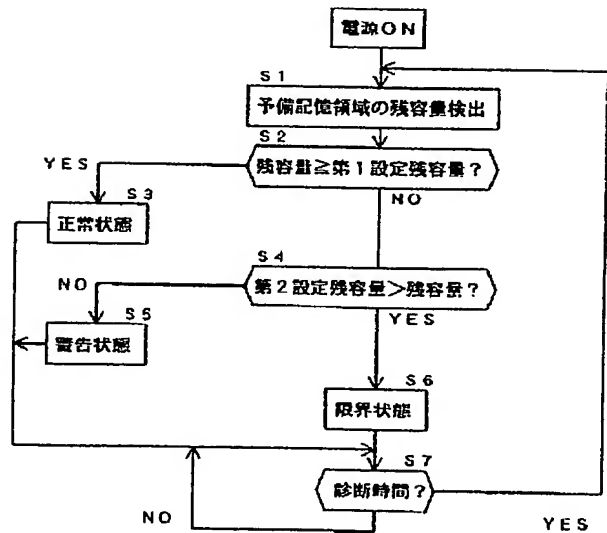 電源ON
S1
予備記憶領域の残容量検出
S2
残容量≧第1設定残容量?
YES
NO
S3
正常状態
S4
第2設定残容量>残容量?
NO
YES
S5
警告状態
S6
限界状態
S7
診断時間?
NO
YES